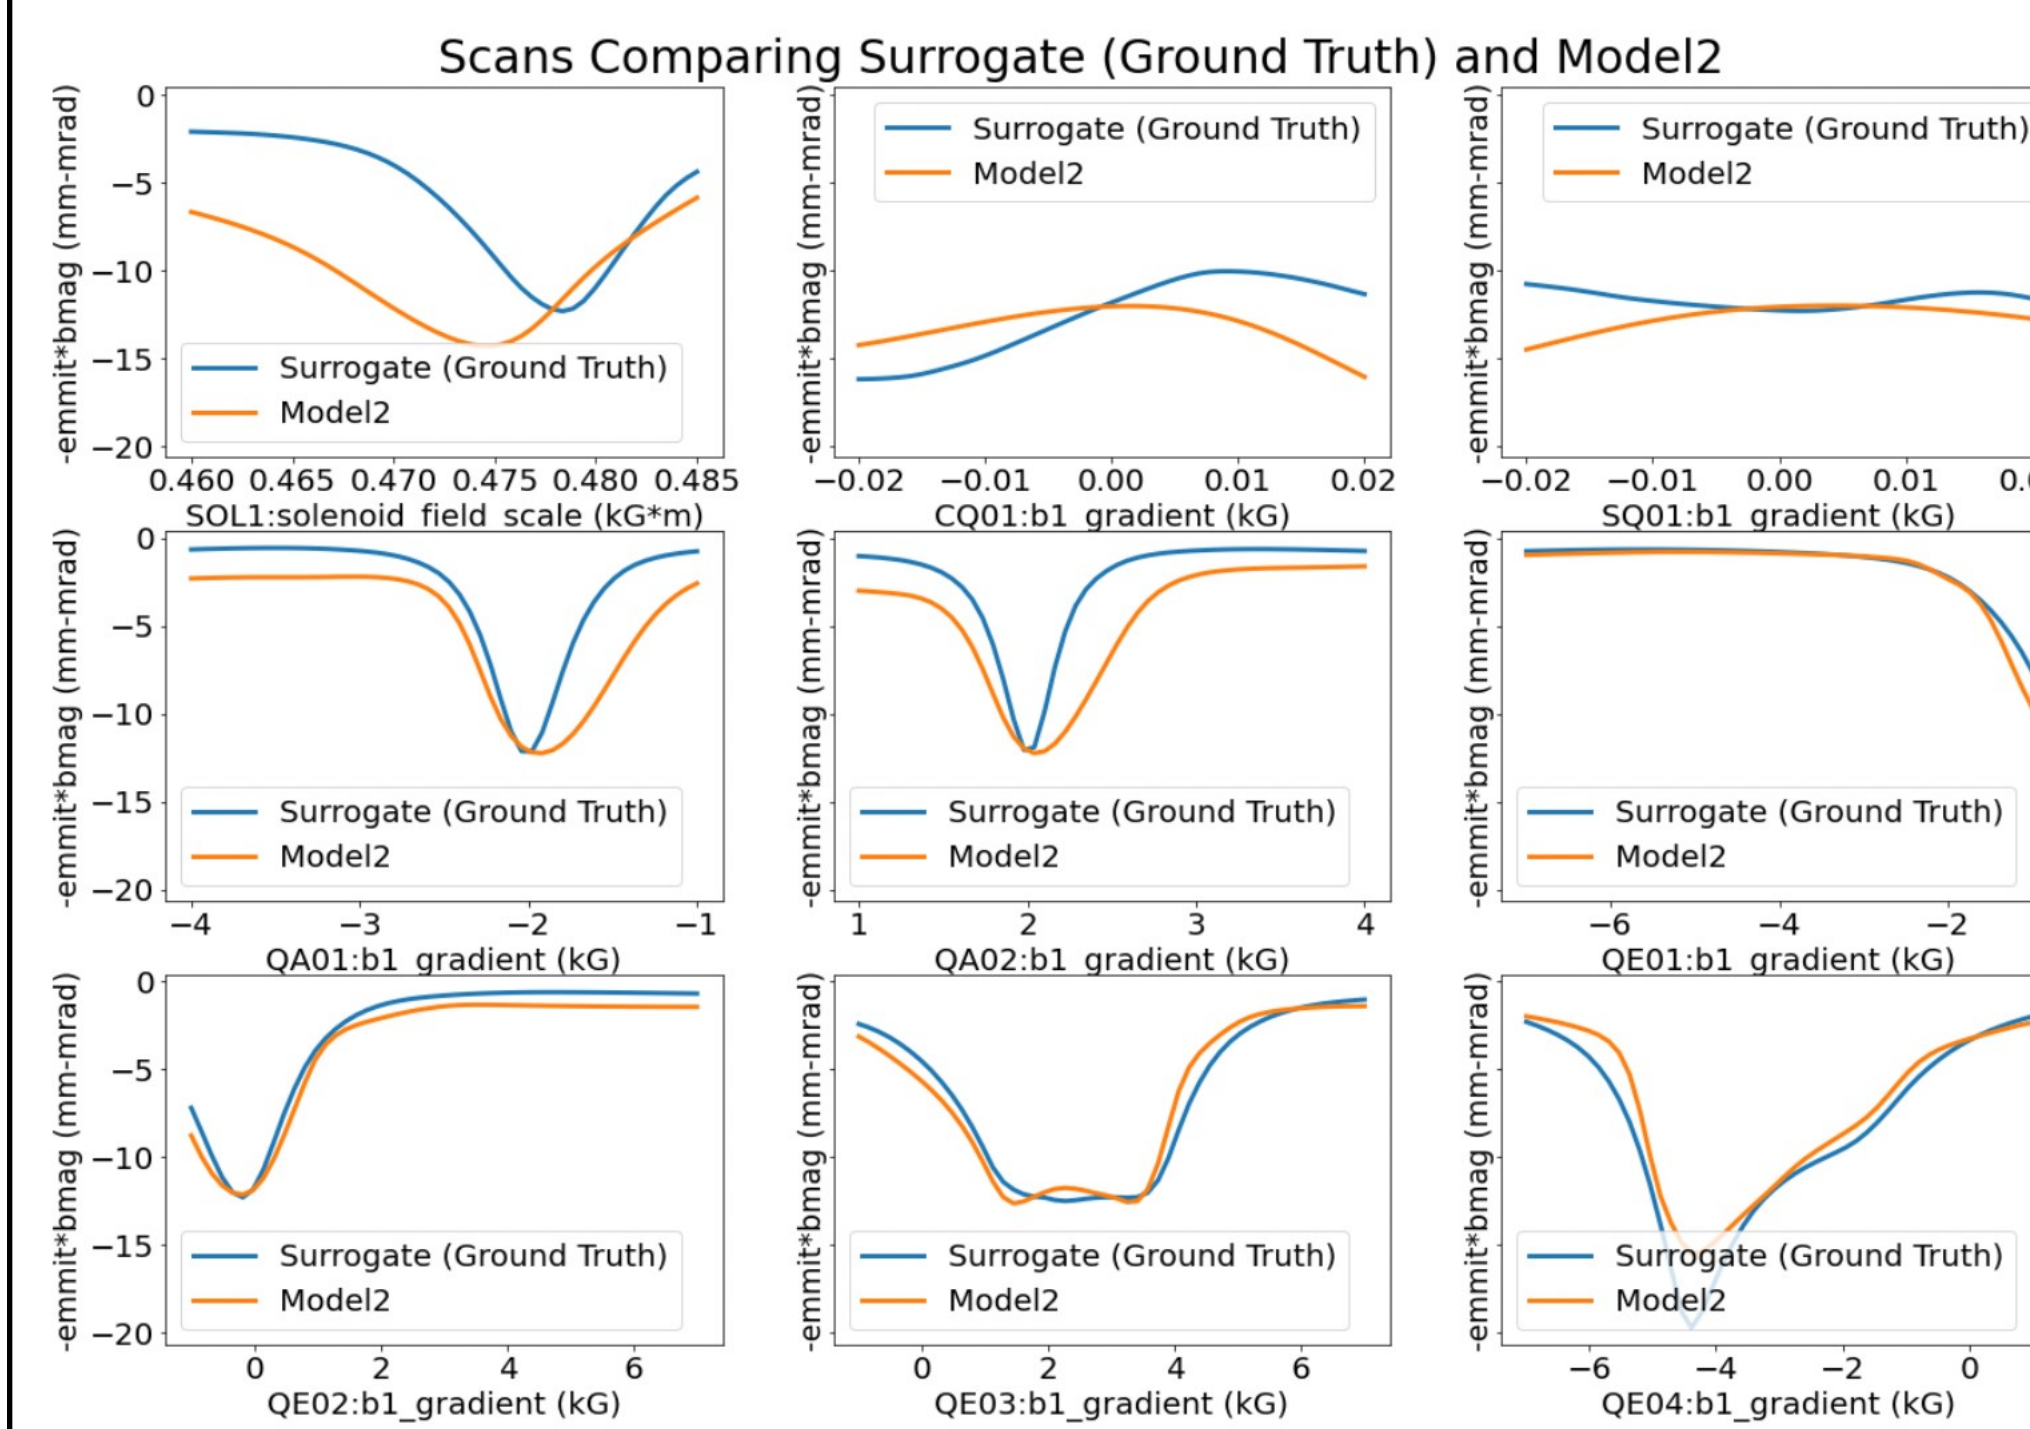 Scans Comparing Surrogate (Ground Truth) and Model2
-emmit*bmag (mm-mrad)
0
−5
−10
−15
−20
Surrogate (Ground Truth)
Model2
0.460 0.465 0.470 0.475 0.480 0.485
SOL1:solenoid_field_scale (kG*m)
-emmit*bmag (mm-mrad)
Surrogate (Ground Truth)
Model2
−0.02 −0.01 0.00 0.01 0.02
CQ01:b1_gradient (kG)
-emmit*bmag (mm-mrad)
Surrogate (Ground Truth)
Model2
−0.02 −0.01 0.00 0.01
SQ01:b1_gradient (kG)
-emmit*bmag (mm-mrad)
0
−5
−10
−15
−20
Surrogate (Ground Truth)
Model2
−4 −3 −2 −1
QA01:b1_gradient (kG)
-emmit*bmag (mm-mrad)
Surrogate (Ground Truth)
Model2
1 2 3 4
QA02:b1_gradient (kG)
-emmit*bmag (mm-mrad)
Surrogate (Ground Truth)
Model2
−6 −4 −2
QE01:b1_gradient (kG)
-emmit*bmag (mm-mrad)
0
−5
−10
−15
−20
Surrogate (Ground Truth)
Model2
0 2 4 6
QE02:b1_gradient (kG)
-emmit*bmag (mm-mrad)
Surrogate (Ground Truth)
Model2
0 2 4 6
QE03:b1_gradient (kG)
-emmit*bmag (mm-mrad)
Surrogate (Ground Truth)
Model2
−6 −4 −2 0
QE04:b1_gradient (kG)